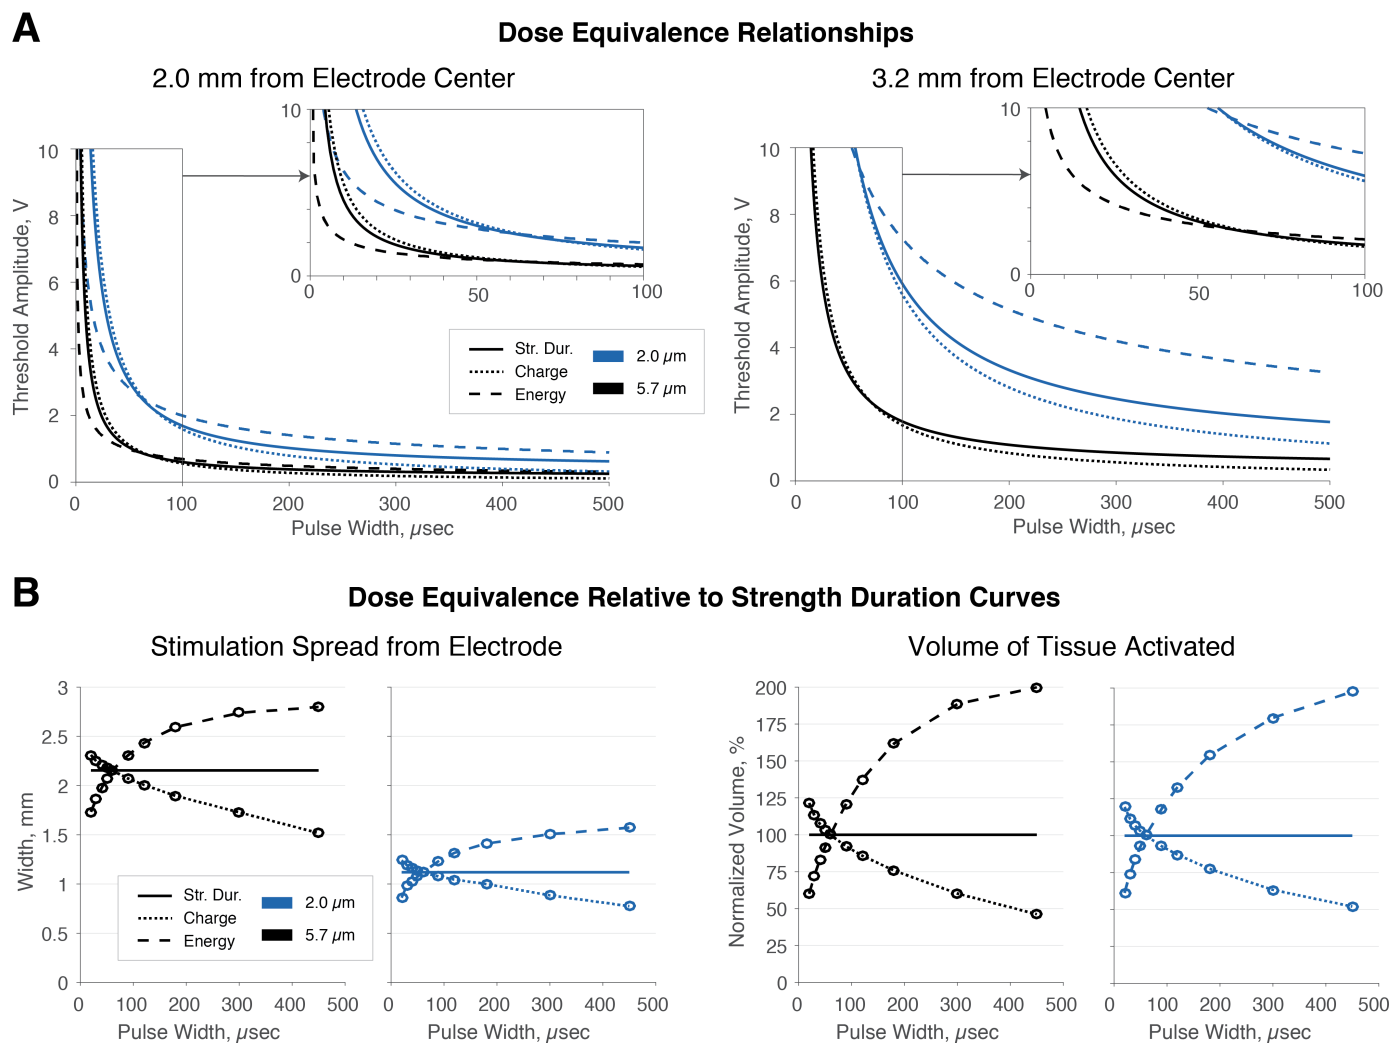 A
Dose Equivalence Relationships
2.0 mm from Electrode Center
3.2 mm from Electrode Center
10
0
0
50
100
10
0
0
50
100
Threshold Amplitude, V
10
8
6
4
2
0
0
100
200
300
400
500
Pulse Width, µsec
Str. Dur.
Charge
Energy
2.0 µm
5.7 µm
Threshold Amplitude, V
10
8
6
4
2
0
0
100
200
300
400
500
Pulse Width, µsec
B
Dose Equivalence Relative to Strength Duration Curves
Stimulation Spread from Electrode
Volume of Tissue Activated
Width, mm
3
2.5
2
1.5
1
0.5
0
0
100
200
300
400
500
Pulse Width, µsec
Str. Dur.
Charge
Energy
2.0 µm
5.7 µm
0
100
200
300
400
500
Pulse Width, µsec
Normalized Volume, %
200
175
150
125
100
75
50
25
0
0
100
200
300
400
500
Pulse Width, µsec
0
100
200
300
400
500
Pulse Width, µsec